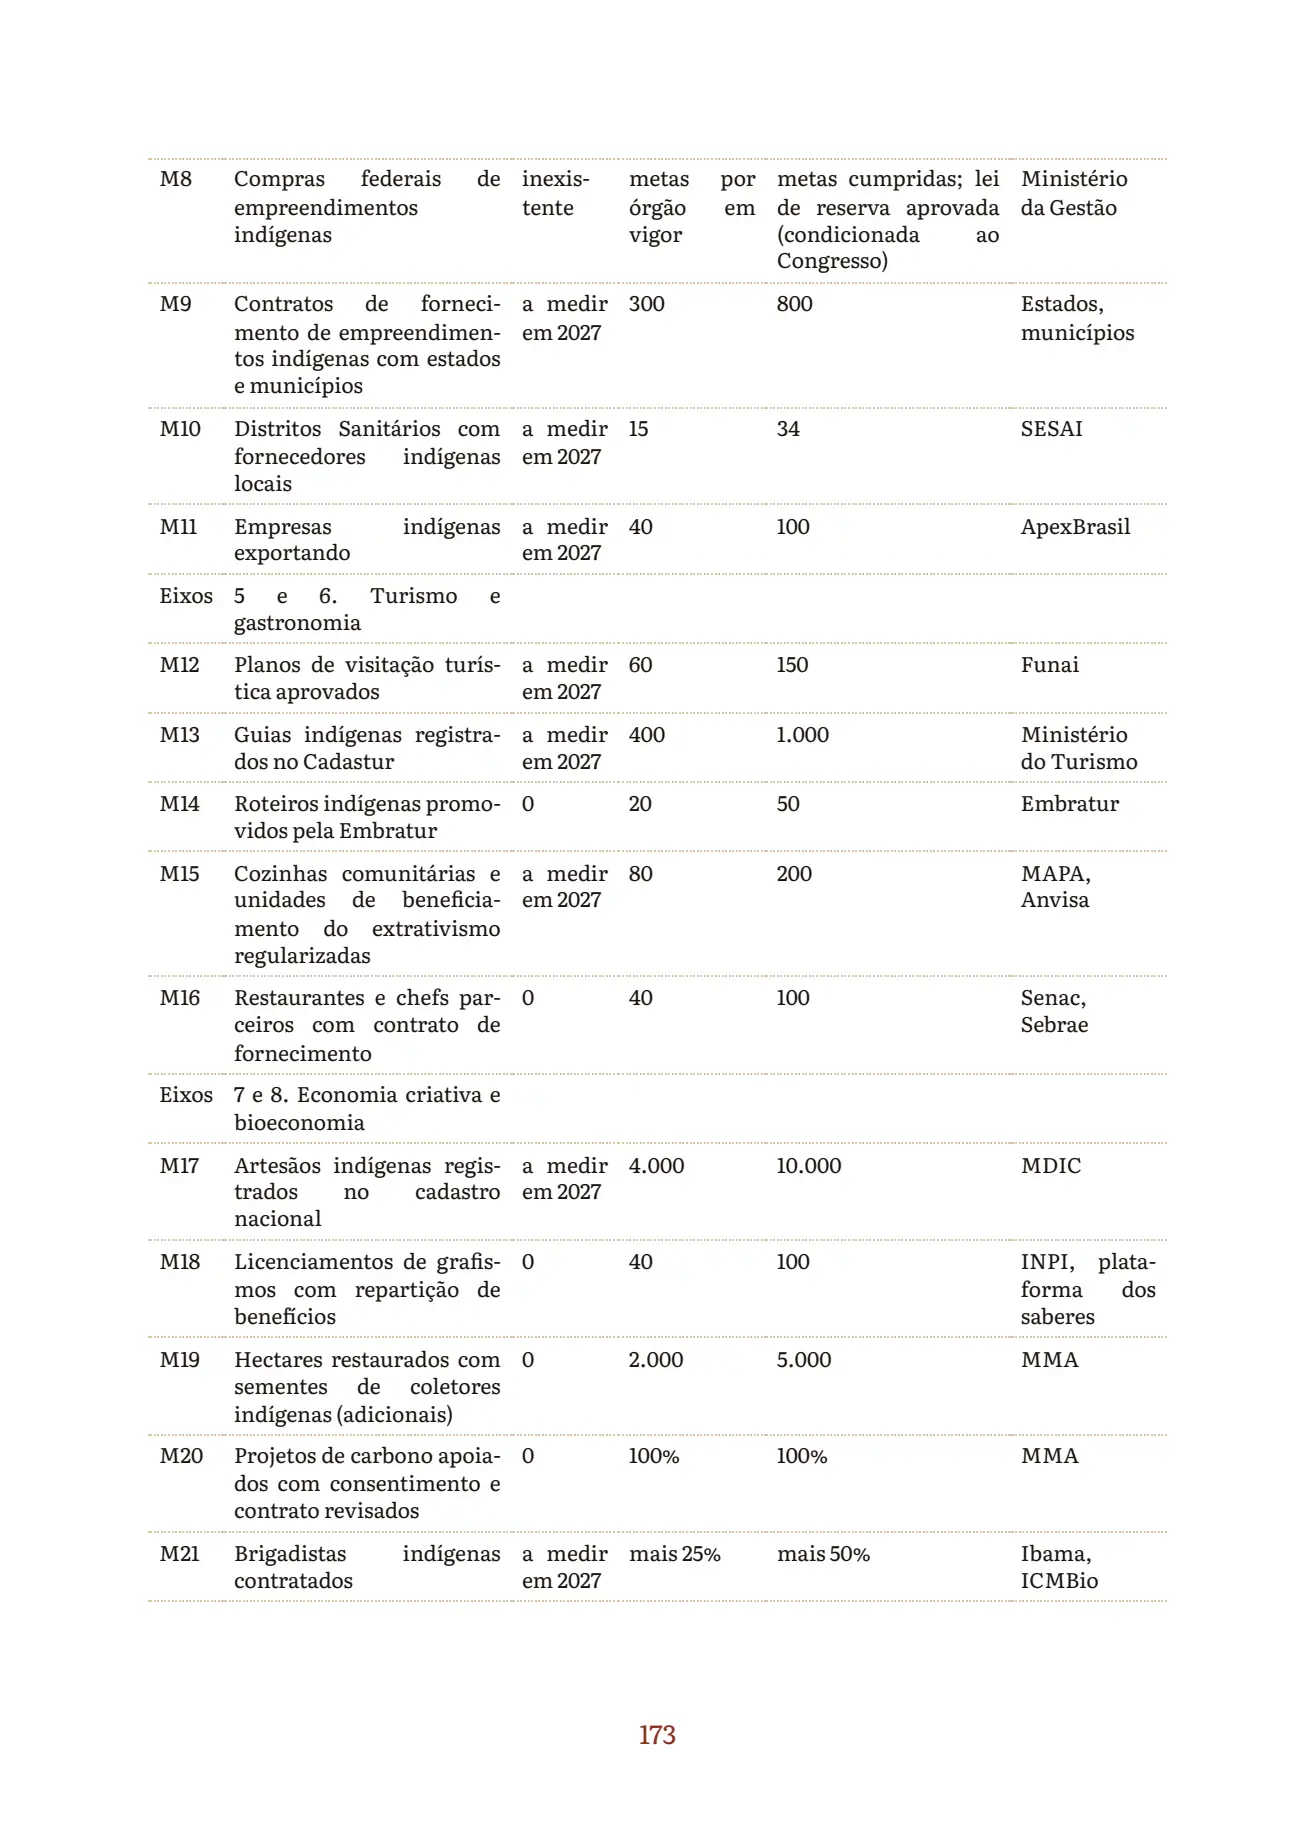 M8 Compras federais de inexis- metas por metas cumpridas; lei Ministério
empreendimentos tente órgão em de reserva aprovada da Gestão
indígenas vigor (condicionada ao
Congresso)
M9 Contratos de forneci- a medir 300 800 Estados,
mento de empreendimen- em 2027 municípios
tos indígenas com estados
e municípios
M10 Distritos Sanitários com a medir 15 34 SESAI
fornecedores indígenas em 2027
locais
M11 Empresas indígenas a medir 40 100 ApexBrasil
exportando em 2027
Eixos 5 e 6. Turismo e
gastronomia
M12 Planos de visitação turís- a medir 60 150 Funai
tica aprovados em 2027
M13 Guias indígenas registra- a medir 400 1.000 Ministério
dos no Cadastur em 2027 do Turismo
M14 Roteiros indígenas promo- 0 20 50 Embratur
vidos pela Embratur
M15 Cozinhas comunitárias e a medir 80 200 MAPA,
unidades de beneficia- em 2027 Anvisa
mento do extrativismo
regularizadas
M16 Restaurantes e chefs par- 0 40 100 Senac,
ceiros com contrato de Sebrae
fornecimento
Eixos 7 e 8. Economia criativa e
bioeconomia
M17 Artesãos indígenas regis- a medir 4.000 10.000 MDIC
trados no cadastro em 2027
nacional
M18 Licenciamentos de grafis- 0 40 100 INPI, plata-
mos com repartição de forma dos
benefícios saberes
M19 Hectares restaurados com 0 2.000 5.000 MMA
sementes de coletores
indígenas (adicionais)
M20 Projetos de carbono apoia- 0 100% 100% MMA
dos com consentimento e
contrato revisados
M21 Brigadistas indígenas a medir mais 25% mais 50% Ibama,
contratados em 2027 ICMBio
173